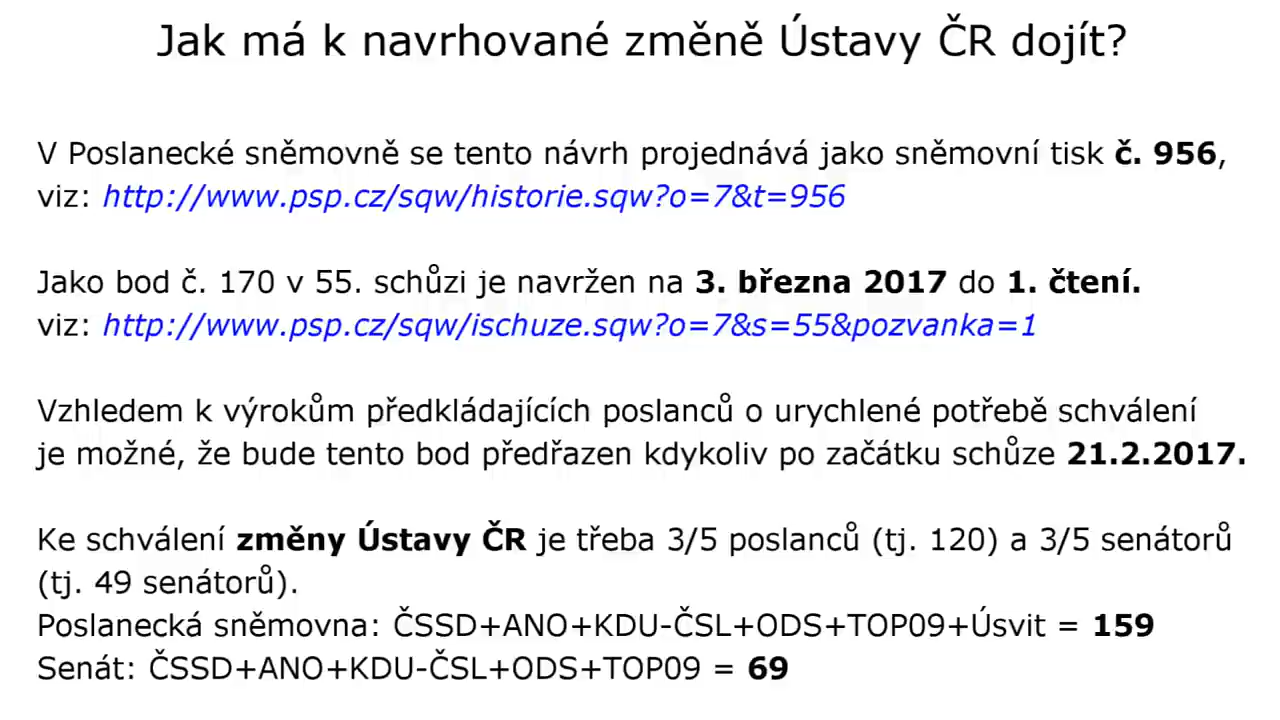 Jak má k navrhované změně Ústavy ČR dojít?
V Poslanecké sněmovně se tento návrh projednává jako sněmovní tisk č. 956,
viz: http://www.psp.cz/sqw/historie.sqw?o=7&t=956
Jako bod č. 170 v 55. schůzi je navržen na 3. března 2017 do 1. čtení.
viz: http://www.psp.cz/sqw/ischuze.sqw?o=7&s=55&pozvanka=1
Vzhledem k výrokům předkládajících poslanců o urychlené potřebě schválení
je možné, že bude tento bod předřazen kdykoliv po začátku schůze 21.2.2017.
Ke schválení změny Ústavy ČR je třeba 3/5 poslanců (tj. 120) a 3/5 senátorů
(tj. 49 senátorů).
Poslanecká sněmovna: ČSSD+ANO+KDU-ČSL+ODS+TOP09+Úsvit = 159
Senát: ČSSD+ANO+KDU-ČSL+ODS+TOP09 = 69